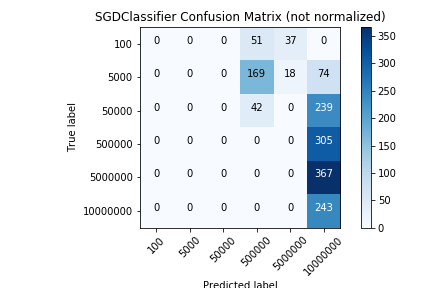 SGDClassifier Confusion Matrix (not normalized)
100 0 0 0 51 37 0
5000 0 0 0 169 18 74
50000 0 0 0 42 0 239
500000 0 0 0 0 0 305
5000000 0 0 0 0 0 367
10000000 0 0 0 0 0 243
True label
100 5000 50000 500000 5000000 10000000
Predicted label
350
300
250
200
150
100
50
0